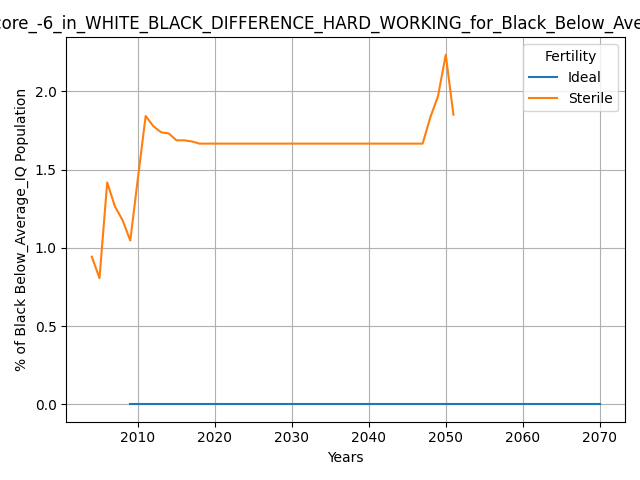 core_-6_in_WHITE_BLACK_DIFFERENCE_HARD_WORKING_for_Black_Below_Ave
Fertility
Ideal
Sterile
% of Black Below_Average_IQ Population
2.0
1.5
1.0
0.5
0.0
2010 2020 2030 2040 2050 2060 2070
Years